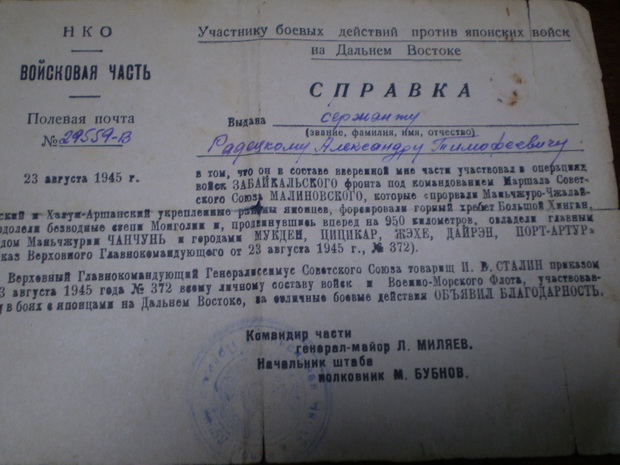 НКО
ВОЙСКОВАЯ ЧАСТЬ
Полевая почта
№ 29559-В
23 августа 1945 г.
Участнику боевых действий против японских войск
на Дальнем Востоке
СПРАВКА
Выдана сержанту
(звание, фамилия, имя, отчество)
Радецкому Александру Тимофеевичу
в том, что он в составе вверенной мне части участвовал в операциях
войск ЗАБАЙКАЛЬСКОГО фронта под командованием Маршала Совет-
ского Союза МАЛИНОВСКОГО, которые «прорвали Маньчжуро-Чжалай-
ский и Халун-Аршанский укрепленные районы японцев, форсировали горный хребет Большой Хинган,
одолели безводные степи Монголии и, продвинувшись вперед на 950 километров, овладели главным
дом Маньчжурии ЧАНЧУНЬ и городами МУКДЕН, ЦИЦИКАР, ЖЭХЕ, ДАЙРЭН, ПОРТ-АРТУР»
каз Верховного Главнокомандующего от 23 августа 1945 г., № 372).
Верховный Главнокомандующий Генералиссимус Советского Союза товарищ И. В. СТАЛИН приказом
3 августа 1945 года № 372 всему личному составу войск и Военно-Морского Флота, участвовав-
у в боях с японцами на Дальнем Востоке, за отличные боевые действия ОБЪЯВИЛ БЛАГОДАРНОСТЬ.
Командир части
генерал-майор Л. МИЛЯЕВ.
Начальник штаба
полковник М. БУБНОВ.